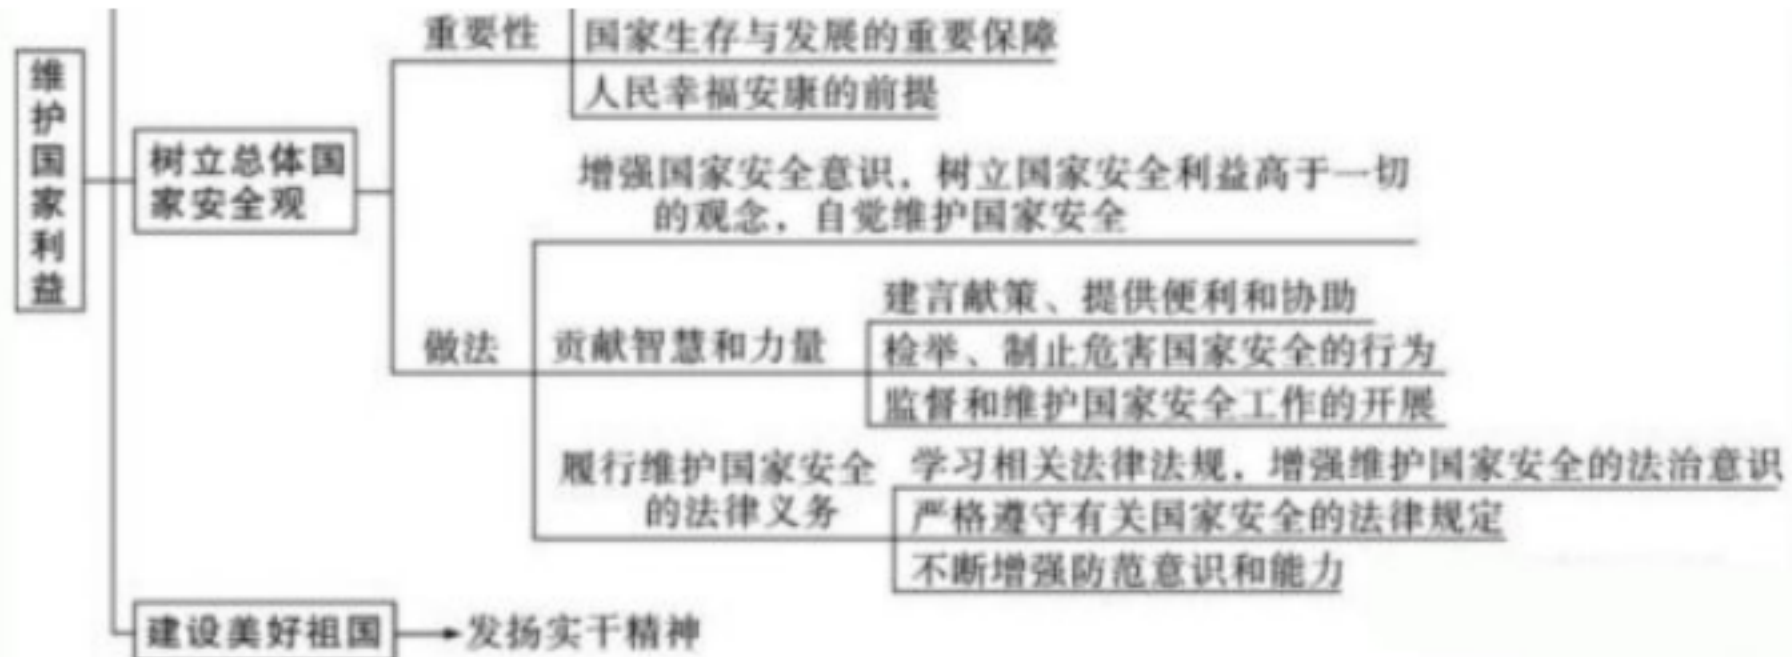 维护国家利益
树立总体国
家安全观
重要性
国家生存与发展的重要保障
人民幸福安康的前提
做法
增强国家安全意识，树立国家安全利益高于一切
的观念，自觉维护国家安全
贡献智慧和力量
建言献策、提供便利和协助
检举、制止危害国家安全的行为
监督和维护国家安全工作的开展
履行维护国家安全
的法律义务
学习相关法律法规，增强维护国家安全的法治意识
严格遵守有关国家安全的法律规定
不断增强防范意识和能力
建设美好祖国
发扬实干精神